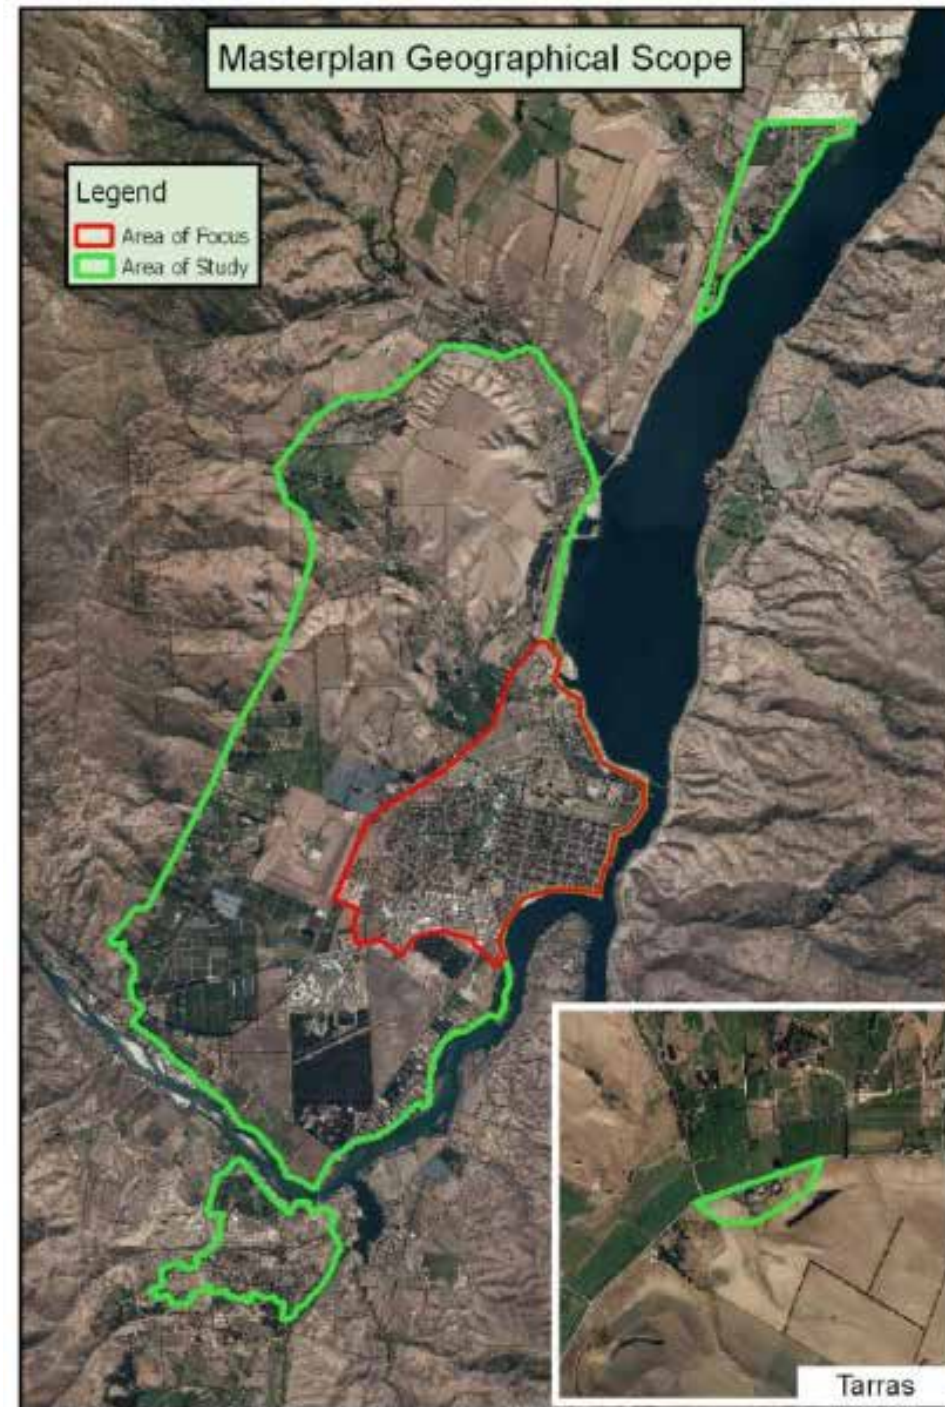 Masterplan Geographical Scope
Legend
Area of Focus
Area of Study
Tarras